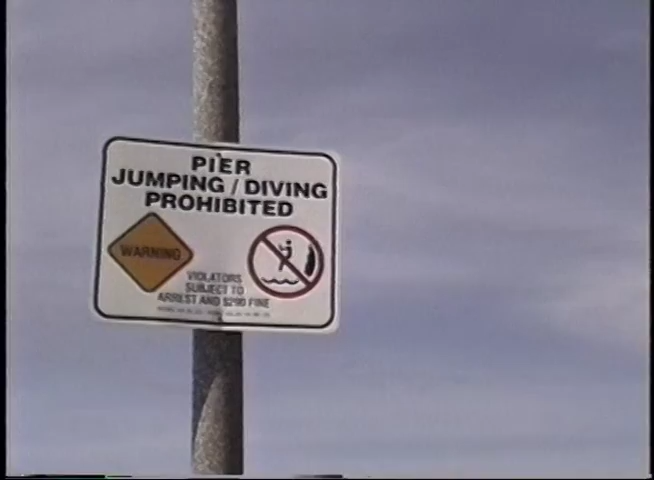 PIER
JUMPING / DIVING
PROHIBITED
WARNING
VIOLATORS
SUBJECT TO
ARREST AND $290 FINE